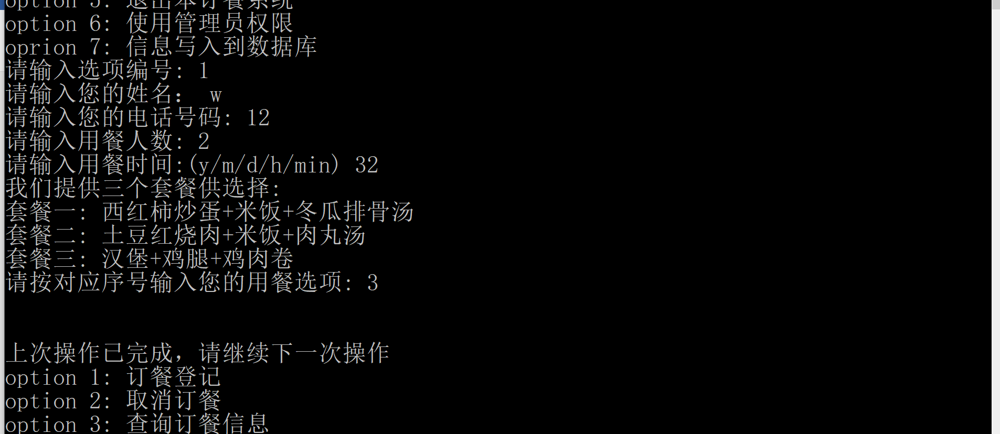 option 5: 退出本订餐系统
option 6: 使用管理员权限
oprion 7: 信息写入到数据库
请输入选项编号: 1
请输入您的姓名： w
请输入您的电话号码: 12
请输入用餐人数: 2
请输入用餐时间:(y/m/d/h/min) 32
我们提供三个套餐供选择:
套餐一: 西红柿炒蛋+米饭+冬瓜排骨汤
套餐二: 土豆红烧肉+米饭+肉丸汤
套餐三: 汉堡+鸡腿+鸡肉卷
请按对应序号输入您的用餐选项: 3
上次操作已完成，请继续下一次操作
option 1: 订餐登记
option 2: 取消订餐
option 3: 查询订餐信息